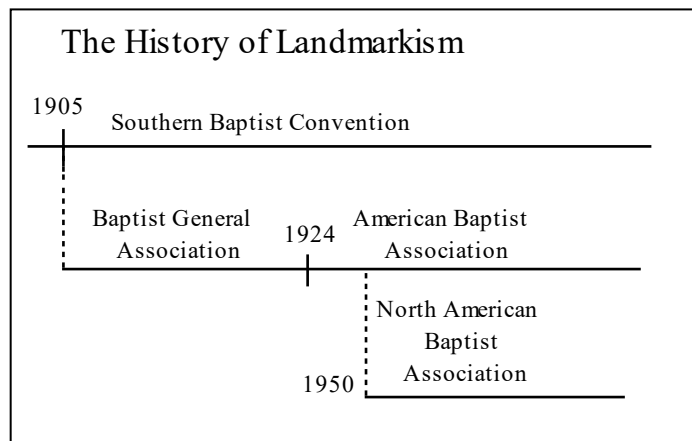 The History of Landmarkism
1905
Southern Baptist Convention
Baptist General
Association
1924
American Baptist
Association
North American
Baptist
Association
1950